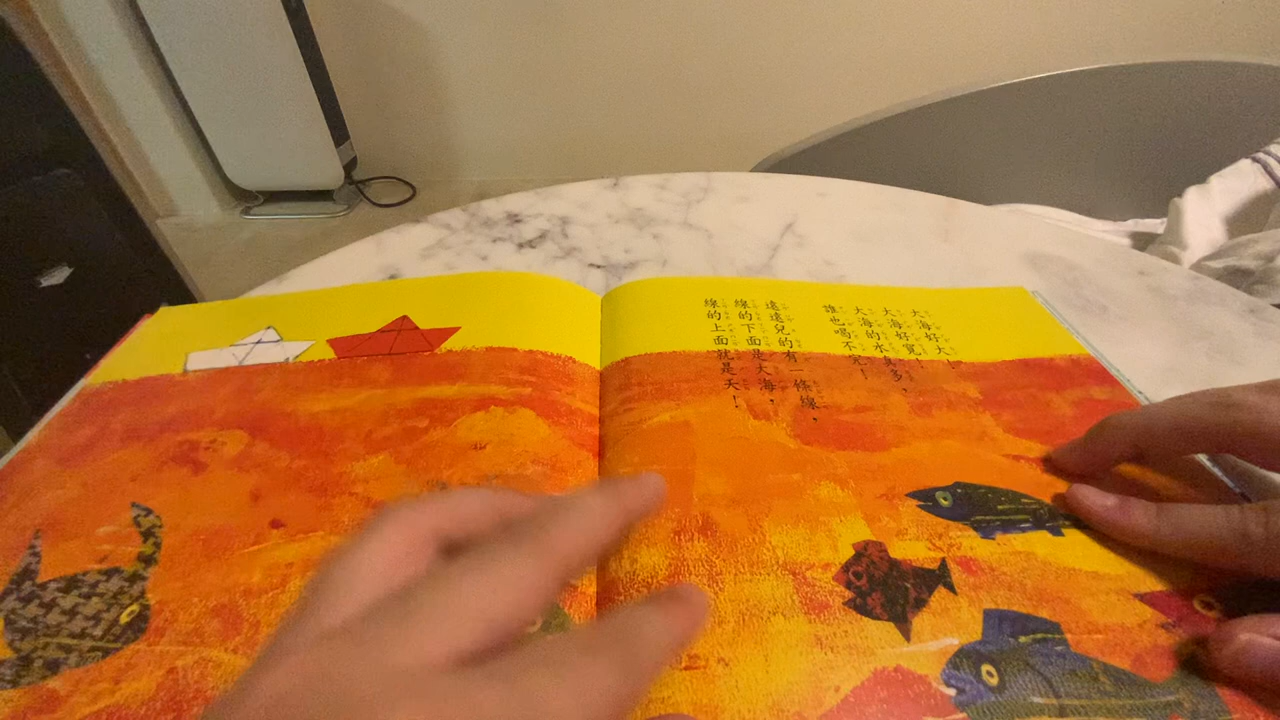 大海好大！
大海好寬！
大海的水真多，
誰也喝不完！
遠遠兒的有一條線，
線的下面是大海，
線的上面就是天！